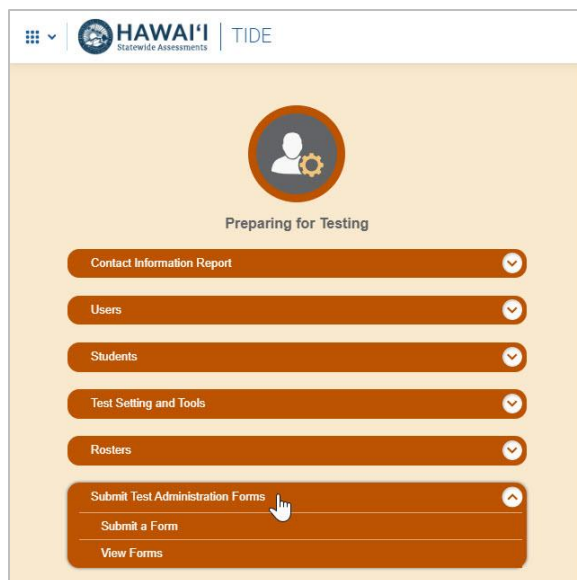 HAWAI‘I
Statewide Assessments
TIDE
Preparing for Testing
Contact Information Report
Users
Students
Test Setting and Tools
Rosters
Submit Test Administration Forms
Submit a Form
View Forms